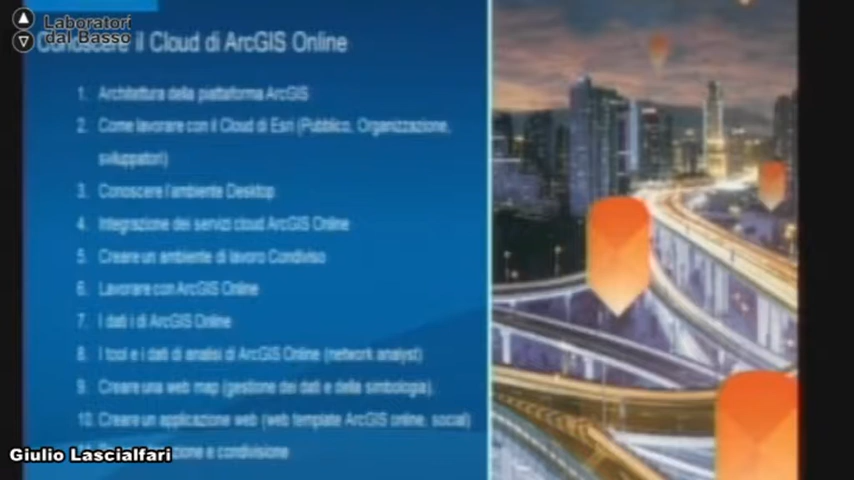 Laboratori
dal Basso
Conoscere il Cloud di ArcGIS Online
1. Architettura della piattaforma ArcGIS
2. Come lavorare con il Cloud di Esri (Pubblico, Organizzazione,
sviluppatori)
3. Conoscere l'ambiente Desktop
4. Integrazione dei servizi cloud ArcGIS Online
5. Creare un ambiente di lavoro Condiviso
6. Lavorare con ArcGIS Online
7. I dati i di ArcGIS Online
8. I tool e i dati di analisi di ArcGIS Online (network analyst)
9. Creare una web map (gestione dei dati e della simbologia).
10. Creare un applicazione web (web template ArcGIS online, social)
e condivisione
Giulio Lascialfari